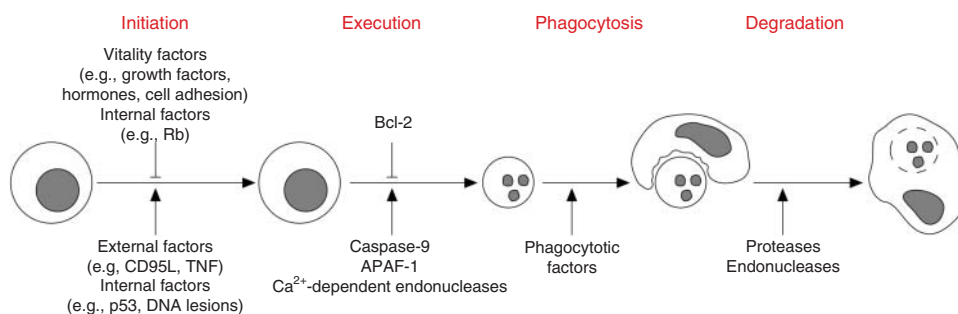 Initiation
Execution
Phagocytosis
Degradation
Vitality factors
(e.g., growth factors,
hormones, cell adhesion)
Internal factors
(e.g., Rb)
Bcl-2
External factors
(e.g, CD95L, TNF)
Internal factors
(e.g., p53, DNA lesions)
Caspase-9
APAF-1
Ca²⁺-dependent endonucleases
Phagocytotic
factors
Proteases
Endonucleases